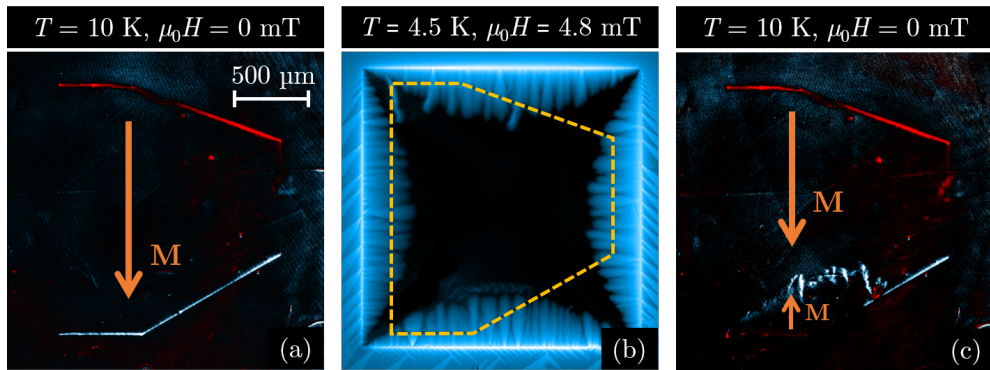 T = 10 K, μ₀H = 0 mT
500 μm
M
(a)
T = 4.5 K, μ₀H = 4.8 mT
(b)
T = 10 K, μ₀H = 0 mT
M
M
(c)